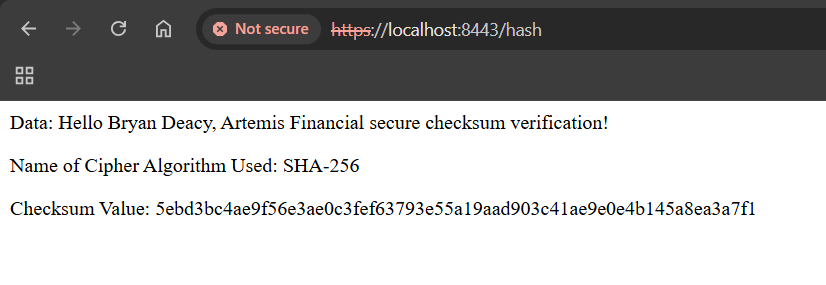 Not secure https://localhost:8443/hash
Data: Hello Bryan Deacy, Artemis Financial secure checksum verification!
Name of Cipher Algorithm Used: SHA-256
Checksum Value: 5ebd3bc4ae9f56e3ae0c3fef63793e55a19aad903c41ae9e0e4b145a8ea3a7f1